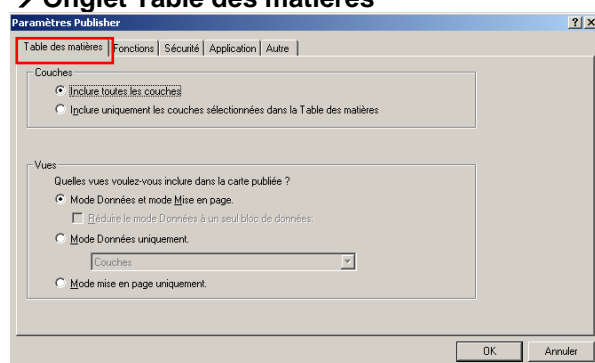 → Onglet Table des matières
Paramètres Publisher
Table des matières Fonctions Sécurité Application Autre
Couches
Inclure toutes les couches
Inclure uniquement les couches sélectionnées dans la Table des matières
Vues
Quelles vues voulez-vous inclure dans la carte publiée ?
Mode Données et mode Mise en page.
Réduire le mode Données à un seul bloc de données:
Mode Données uniquement.
Couches
Mode mise en page uniquement.
OK Annuler